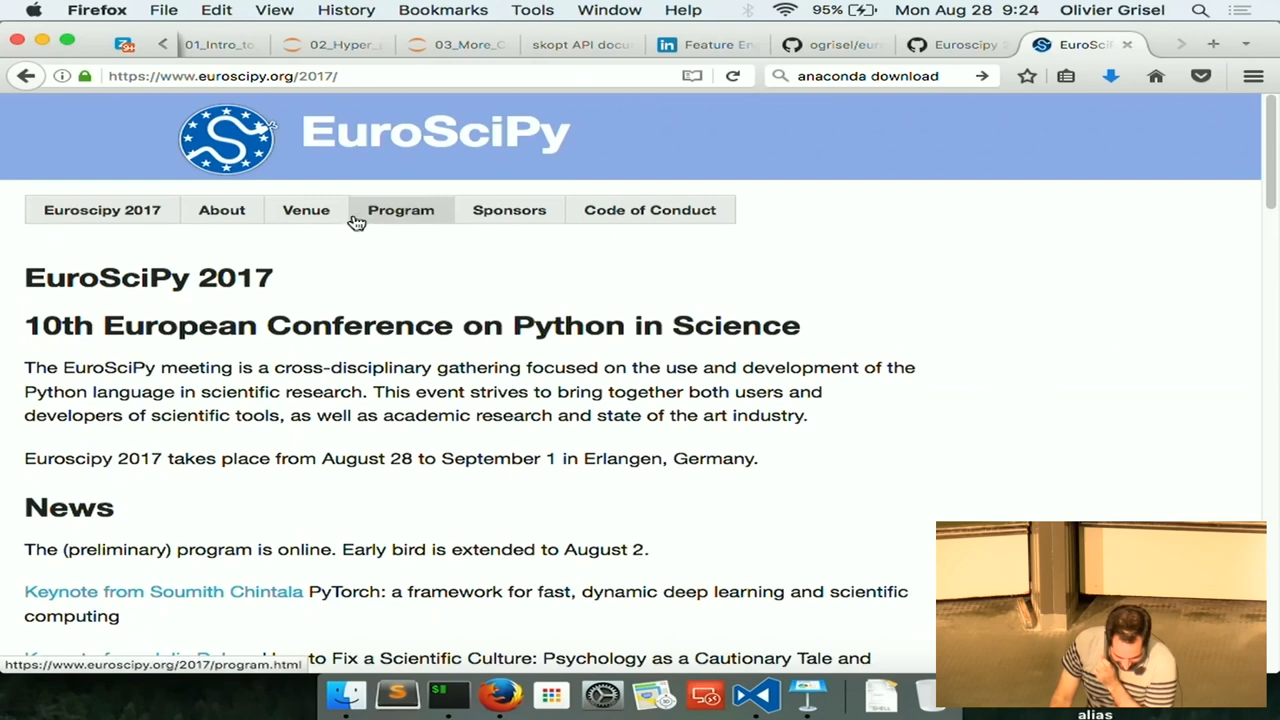 Firefox File Edit View History Bookmarks Tools Window Help 95% Mon Aug 28 9:24 Olivier Grisel
9+ 01_Intro_to 02_Hyper_ 03_More_C skopt API docu Feature En ogrisel/eur Euroscipy EuroSci
https://www.euroscipy.org/2017/ anaconda download
EuroSciPy
Euroscipy 2017 About Venue Program Sponsors Code of Conduct
EuroSciPy 2017
10th European Conference on Python in Science
The EuroSciPy meeting is a cross-disciplinary gathering focused on the use and development of the
Python language in scientific research. This event strives to bring together both users and
developers of scientific tools, as well as academic research and state of the art industry.
Euroscipy 2017 takes place from August 28 to September 1 in Erlangen, Germany.
News
The (preliminary) program is online. Early bird is extended to August 2.
Keynote from Soumith Chintala PyTorch: a framework for fast, dynamic deep learning and scientific
computing
to Fix a Scientific Culture: Psychology as a Cautionary Tale and
https://www.euroscipy.org/2017/program.html
alias